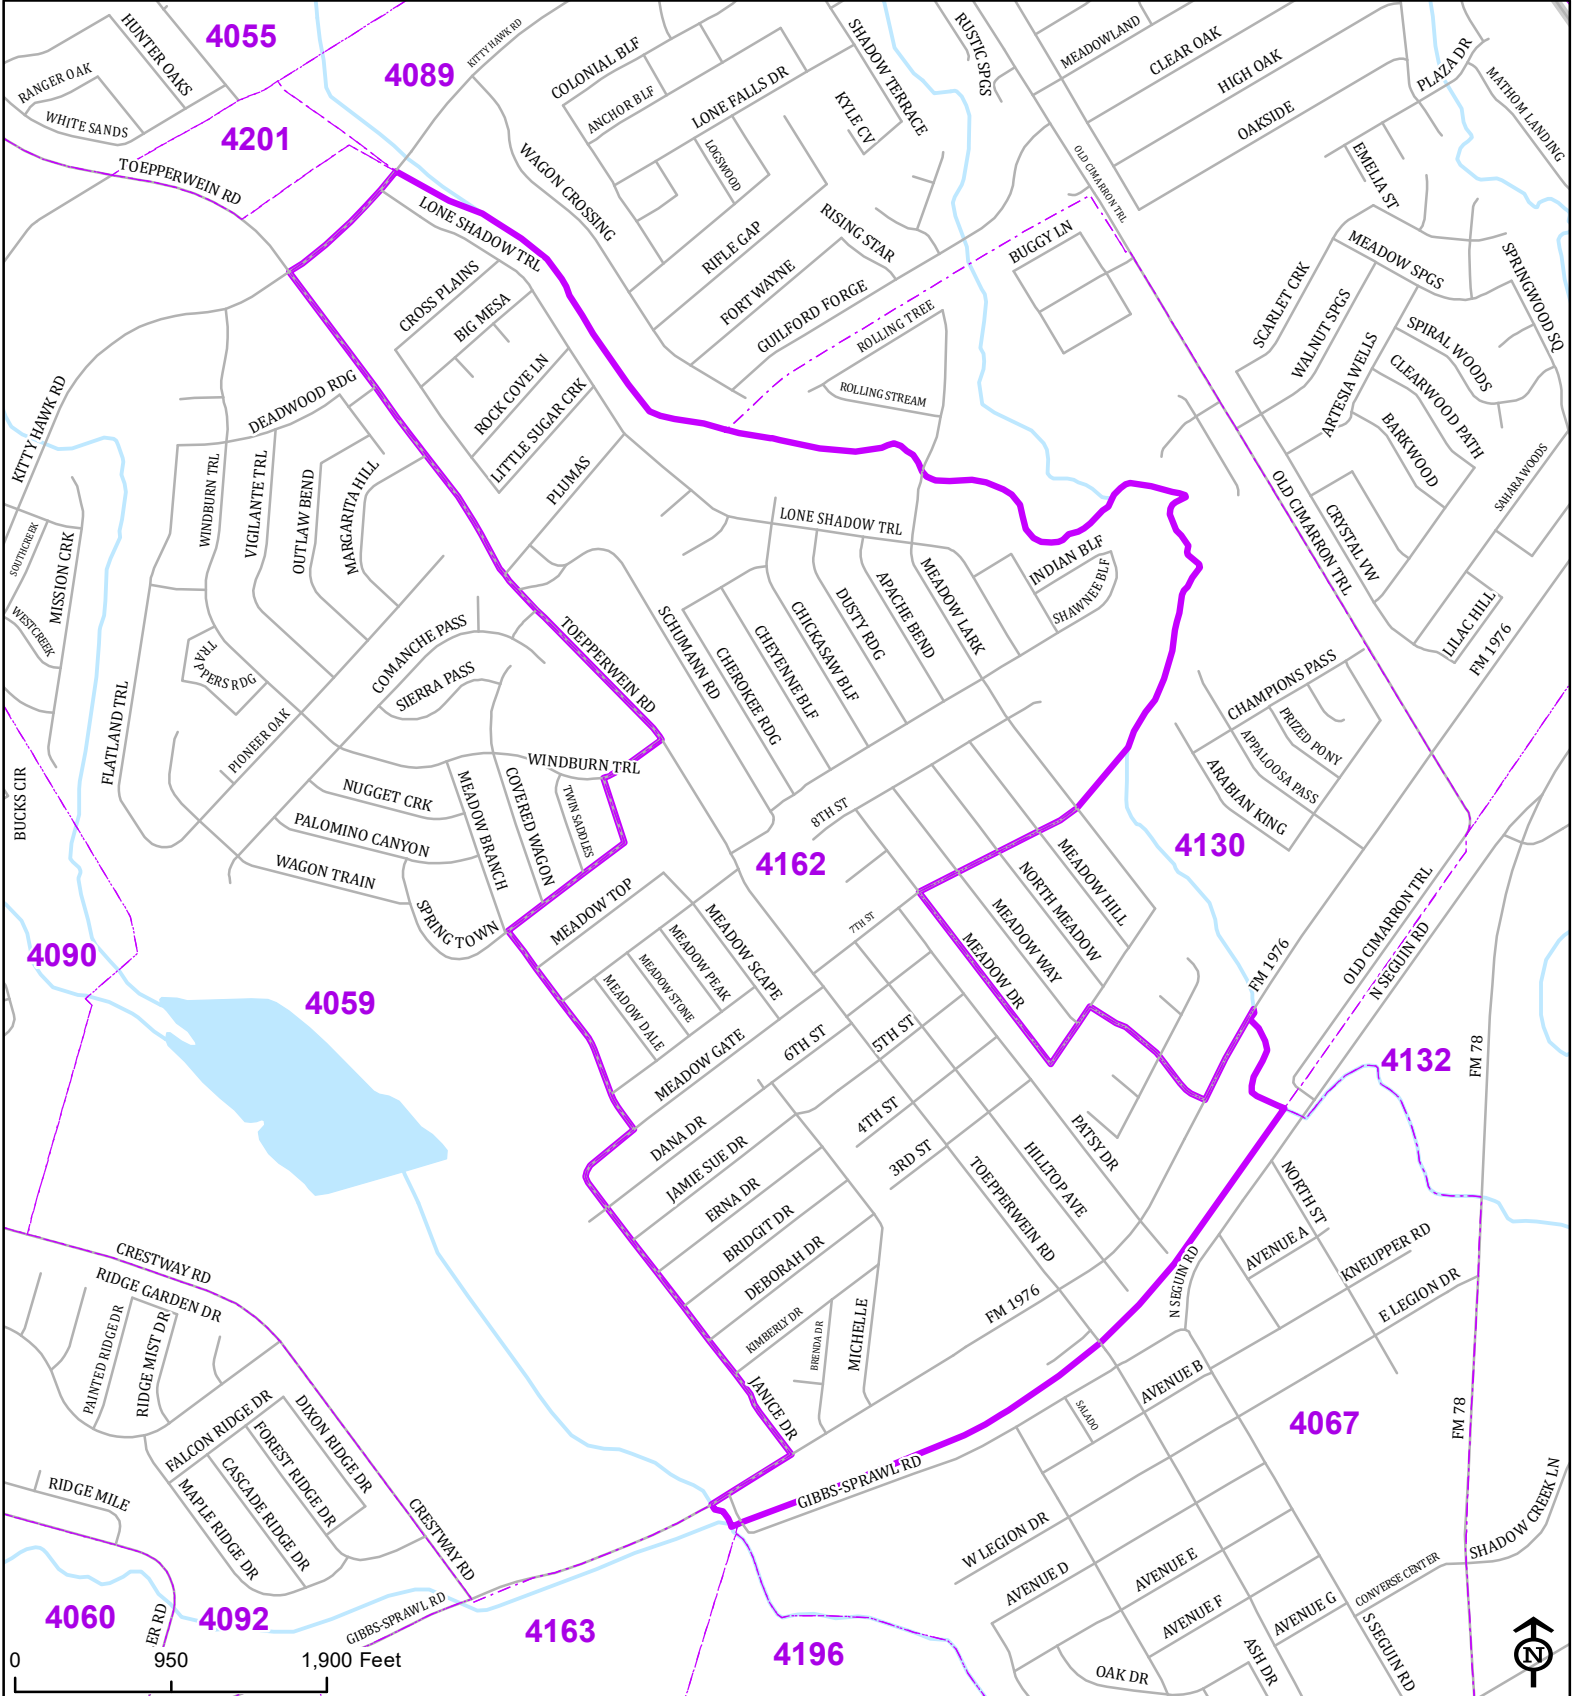 4055
HUNTER OAKS
KITTY HAWK RD
COLONIAL BLF
SHADOW TERRACE
RUSTIC SPGS
MEADOWLAND
CLEAR OAK
HIGH OAK
PLAZA DR
MATHOM LANDING
RANGER OAK
4089
WHITE SANDS
ANCHOR BLF
LONE FALLS DR
KYLE CV
OAKSIDE
4201
LOGSWOOD
WAGON CROSSING
OLD CIMARRON TRL
EMELIA ST
TOEPPERWEIN RD
LONE SHADOW TRL
RIFLE GAP
RISING STAR
BUGGY LN
MEADOW SPGS
SPRINGWOOD SQ
CROSS PLAINS
BIG MESA
FORT WAYNE
GUILFORD FORGE
ROLLING TREE
SCARLET CRK
WALNUT SPGS
ARTESIA WELLS
SPIRAL WOODS
CLEARWOOD PATH
KITTY HAWK RD
DEADWOOD RDG
ROCK COVE LN
LITTLE SUGAR CRK
ROLLING STREAM
BARKWOOD
SAHARA WOODS
WINDBURN TRL
VIGILANTE TRL
OUTLAW BEND
MARGARITA HILL
PLUMAS
LONE SHADOW TRL
OLD CIMARRON TRL
CRYSTAL VW
SOUTHCREEK
MISSION CRK
WESTCREEK
INDIAN BLF
SHAWNEE BLF
MEADOW LARK
APACHE BEND
DUSTY RDG
CHICKASAW BLF
CHEYENNE BLF
CHEROKEE RDG
SCHUMANN RD
TOEPPERWEIN RD
LILAC HILL
FM 1976
TRAPPERS RDG
COMANCHE PASS
SIERRA PASS
FLATLAND TRL
PIONEER OAK
CHAMPIONS PASS
PRIZED PONY
APPALOOSA PASS
ARABIAN KING
BUCKS CIR
WINDBURN TRL
NUGGET CRK
MEADOW BRANCH
COVERED WAGON
TWIN SADDLES
PALOMINO CANYON
WAGON TRAIN
SPRING TOWN
8TH ST
4162
4130
MEADOW HILL
NORTH MEADOW
MEADOW WAY
MEADOW DR
7TH ST
MEADOW TOP
MEADOW SCAPE
MEADOW PEAK
MEADOW STONE
MEADOW DALE
MEADOW GATE
4090
4059
OLD CIMARRON TRL
N SEGUIN RD
FM 1976
6TH ST
5TH ST
4TH ST
3RD ST
FM 78
4132
DANA DR
JAMIE SUE DR
ERNA DR
BRIDGIT DR
DEBORAH DR
KIMBERLY DR
BRENDA DR
MICHELLE
JANICE DR
PATSY DR
HILLTOP AVE
TOEPPERWEIN RD
FM 1976
N SEGUIN RD
NORTH ST
AVENUE A
KNEUPPER RD
E LEGION DR
CRESTWAY RD
RIDGE GARDEN DR
PAINTED RIDGE DR
RIDGE MIST DR
FALCON RIDGE DR
DIXON RIDGE DR
FOREST RIDGE DR
CASCADE RIDGE DR
MAPLE RIDGE DR
CRESTWAY RD
RIDGE MILE
AVENUE B
SALADO
4067
FM 78
GIBBS-SPRAWL RD
W LEGION DR
AVENUE D
AVENUE E
AVENUE F
AVENUE G
CONVERSE CENTER
SHADOW CREEK LN
S SEGUIN RD
ASH DR
OAK DR
4060
ER RD
4092
GIBBS-SPRAWL RD
4163
4196
0 950 1,900 Feet
N